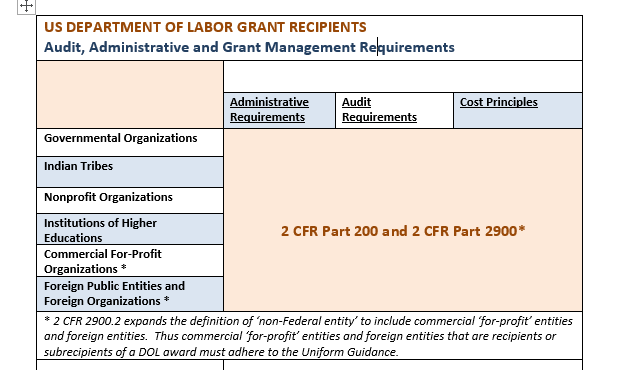 US DEPARTMENT OF LABOR GRANT RECIPIENTS
Audit, Administrative and Grant Management Requirements
Administrative
Requirements
Audit
Requirements
Cost Principles
Governmental Organizations
Indian Tribes
Nonprofit Organizations
Institutions of Higher
Educations
Commercial For-Profit
Organizations *
Foreign Public Entities and
Foreign Organizations *
2 CFR Part 200 and 2 CFR Part 2900*
* 2 CFR 2900.2 expands the definition of ‘non-Federal entity’ to include commercial ‘for-profit’ entities
and foreign entities.  Thus commercial ‘for-profit’ entities and foreign entities that are recipients or
subrecipients of a DOL award must adhere to the Uniform Guidance.